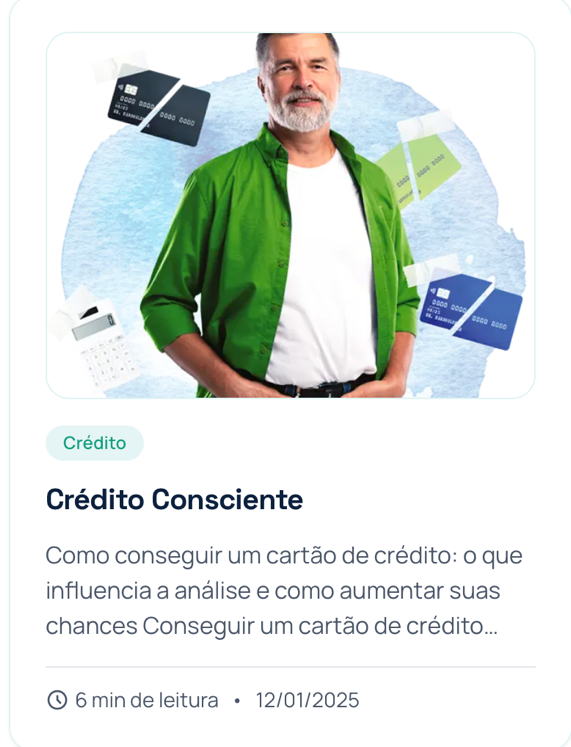 Crédito
Crédito Consciente
Como conseguir um cartão de crédito: o que
influencia a análise e como aumentar suas
chances Conseguir um cartão de crédito...
6 min de leitura • 12/01/2025